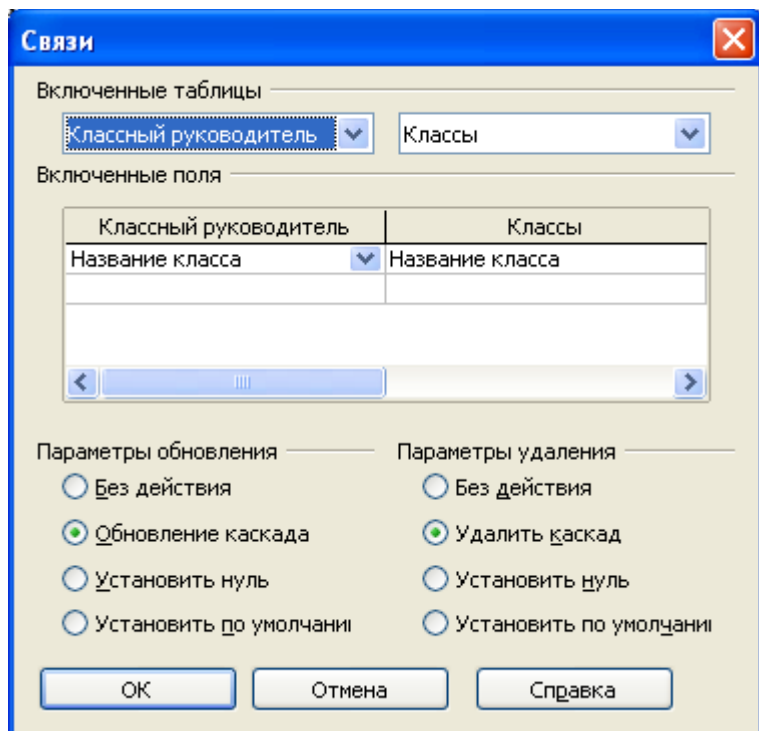 Связи
Включенные таблицы
Классный руководитель Классы
Включенные поля
Классный руководитель Классы
Название класса Название класса
Параметры обновления Параметры удаления
Без действия Без действия
Обновление каскада Удалить каскад
Установить нуль Установить нуль
Установить по умолчани Установить по умолчани
ОК Отмена Справка